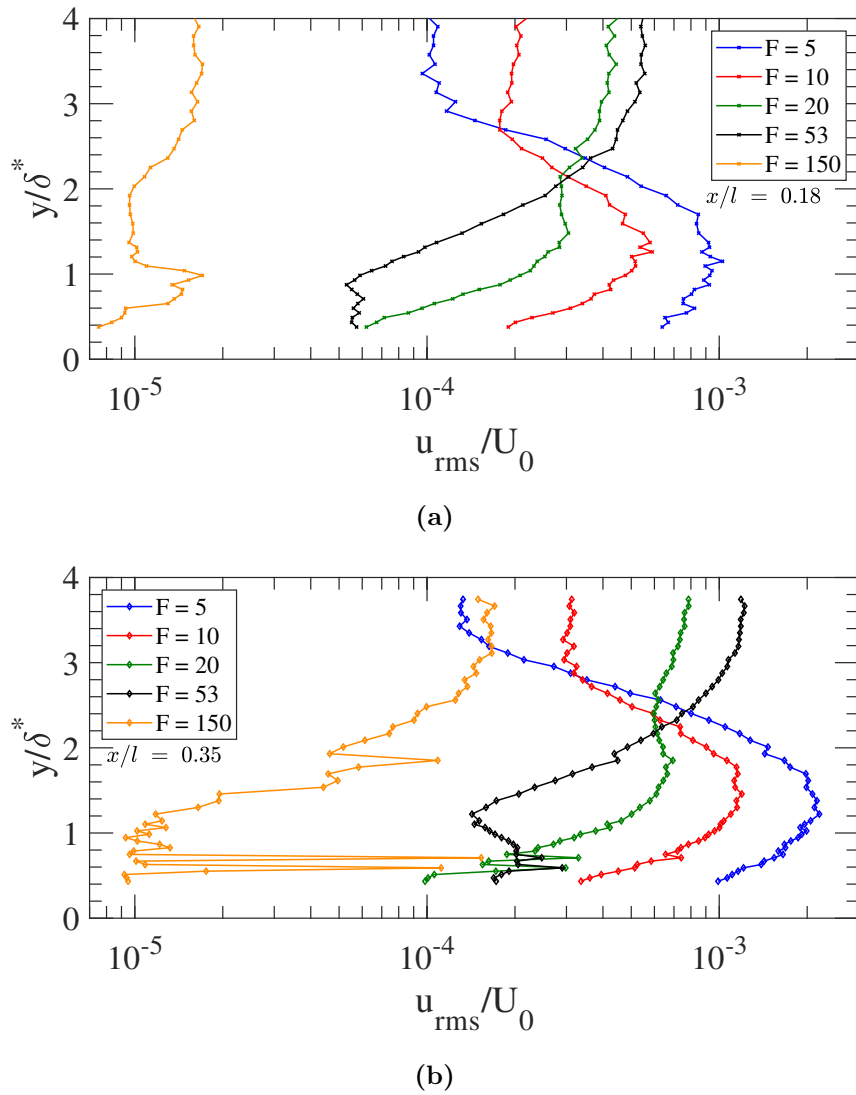 4
3
2
1
0
y/δ*
F = 5
F = 10
F = 20
F = 53
F = 150
x/l = 0.18
10^-5
10^-4
10^-3
u_rms/U_0
(a)
4
3
2
1
0
y/δ*
F = 5
F = 10
F = 20
F = 53
F = 150
x/l = 0.35
10^-5
10^-4
10^-3
u_rms/U_0
(b)